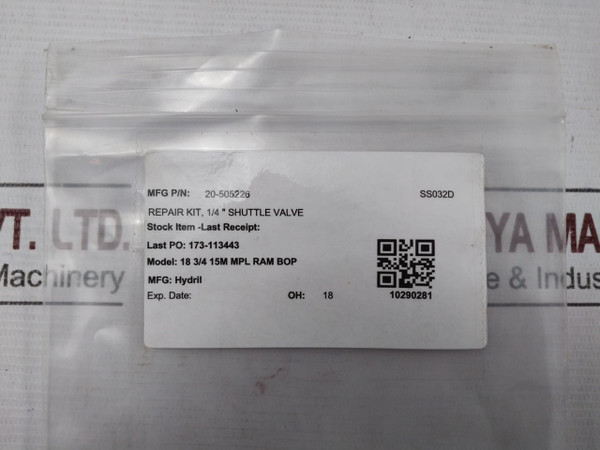 MFG P/N: 20-505226 SS032D
REPAIR KIT, 1/4 " SHUTTLE VALVE
Stock Item -Last Receipt:
Last PO: 173-113443
Model: 18 3/4 15M MPL RAM BOP
MFG: Hydril
Exp. Date: OH: 18 10290281
VT. LTD. YA MA
Machinery e & Indus